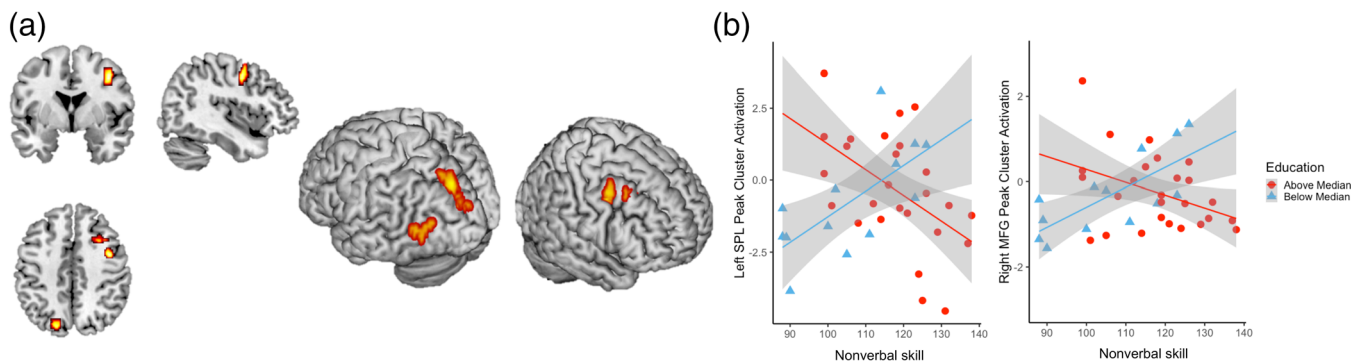 (a)
(b)
Left SPL Peak Cluster Activation
2.5
0.0
-2.5
90 100 110 120 130 140
Nonverbal skill
Right MFG Peak Cluster Activation
2
0
-2
90 100 110 120 130 140
Nonverbal skill
Education
Above Median
Below Median